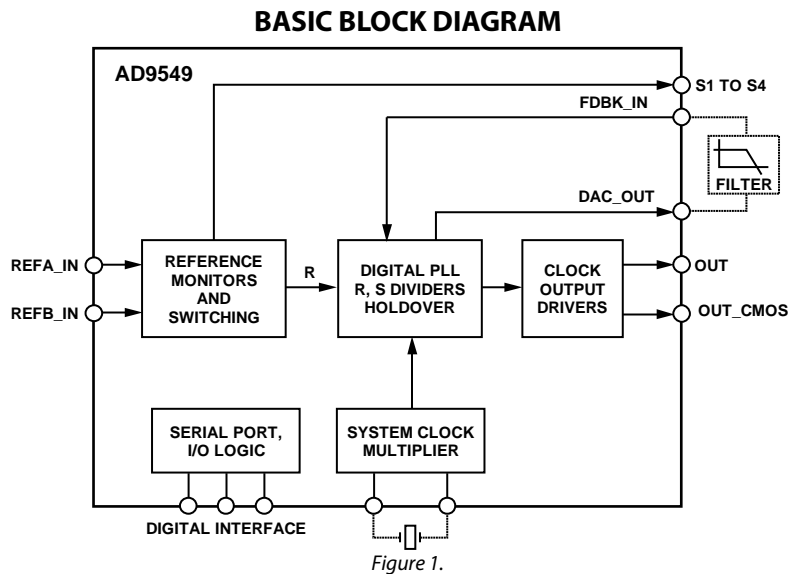 BASIC BLOCK DIAGRAM
AD9549
S1 TO S4
FDBK_IN
FILTER
DAC_OUT
REFA_IN
REFB_IN
REFERENCE
MONITORS
AND
SWITCHING
R
DIGITAL PLL
R, S DIVIDERS
HOLDOVER
CLOCK
OUTPUT
DRIVERS
OUT
OUT_CMOS
SERIAL PORT,
I/O LOGIC
SYSTEM CLOCK
MULTIPLIER
DIGITAL INTERFACE
Figure 1.